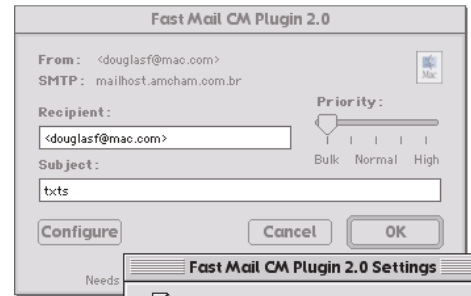 Fast Mail CM Plugin 2.0
From: <douglasf@mac.com>
SMTP: mailhost.amcham.com.br
Mac
Recipient:
Priority:
<douglasf@mac.com>
Bulk Normal High
Subject:
txts
Configure Cancel OK
Fast Mail CM Plugin 2.0 Settings
Needs